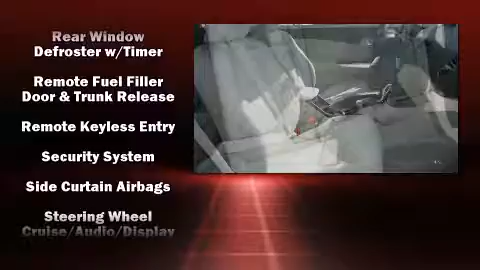 Rear Window
Defroster w/Timer
Remote Fuel Filler
Door & Trunk Release
Remote Keyless Entry
Security System
Side Curtain Airbags
Steering Wheel
Cruise/Audio/Display